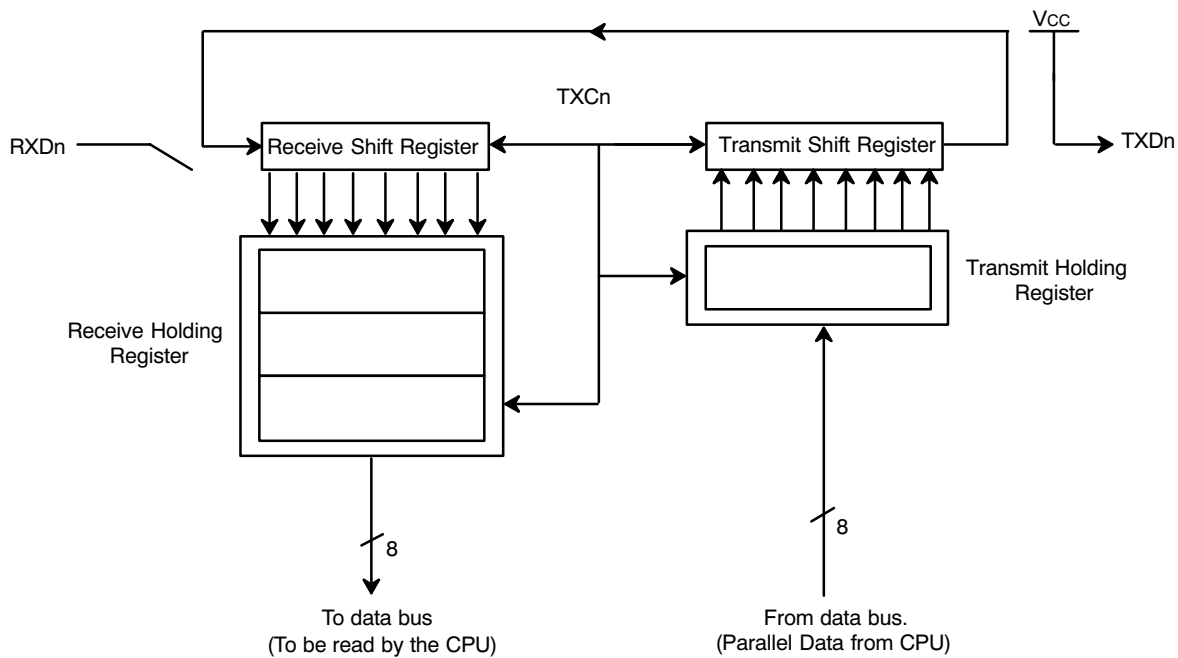 VCC
TXCn
RXDn
Receive Shift Register
Transmit Shift Register
TXDn
Transmit Holding
Register
Receive Holding
Register
8
8
To data bus
(To be read by the CPU)
From data bus.
(Parallel Data from CPU)